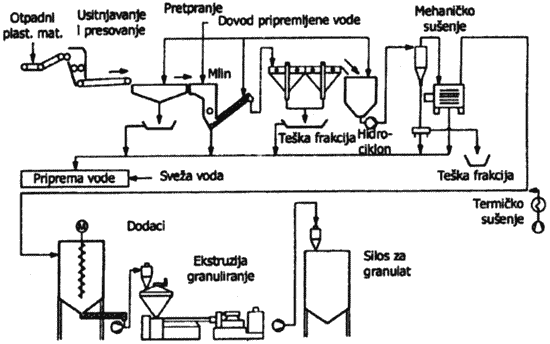 Otpadni
plast. mat.
Usitnjavanje
i presovanje
Pretpranje
Dovod pripremljene vode
Mehaničko
sušenje
Mlin
Teška frakcija
Hidro-
ciklon
Teška frakcija
Priprema vode
Sveža voda
Termičko
sušenje
M
Dodaci
Ekstruzija
granuliranje
Silos za
granulat